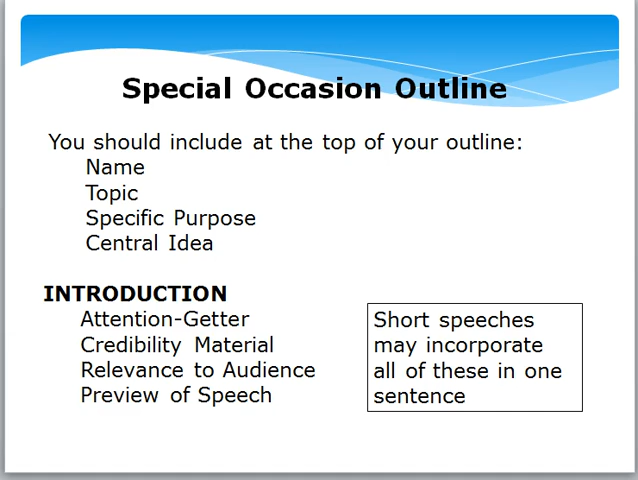 Special Occasion Outline
You should include at the top of your outline:
Name
Topic
Specific Purpose
Central Idea
INTRODUCTION
Attention-Getter
Credibility Material
Relevance to Audience
Preview of Speech
Short speeches
may incorporate
all of these in one
sentence